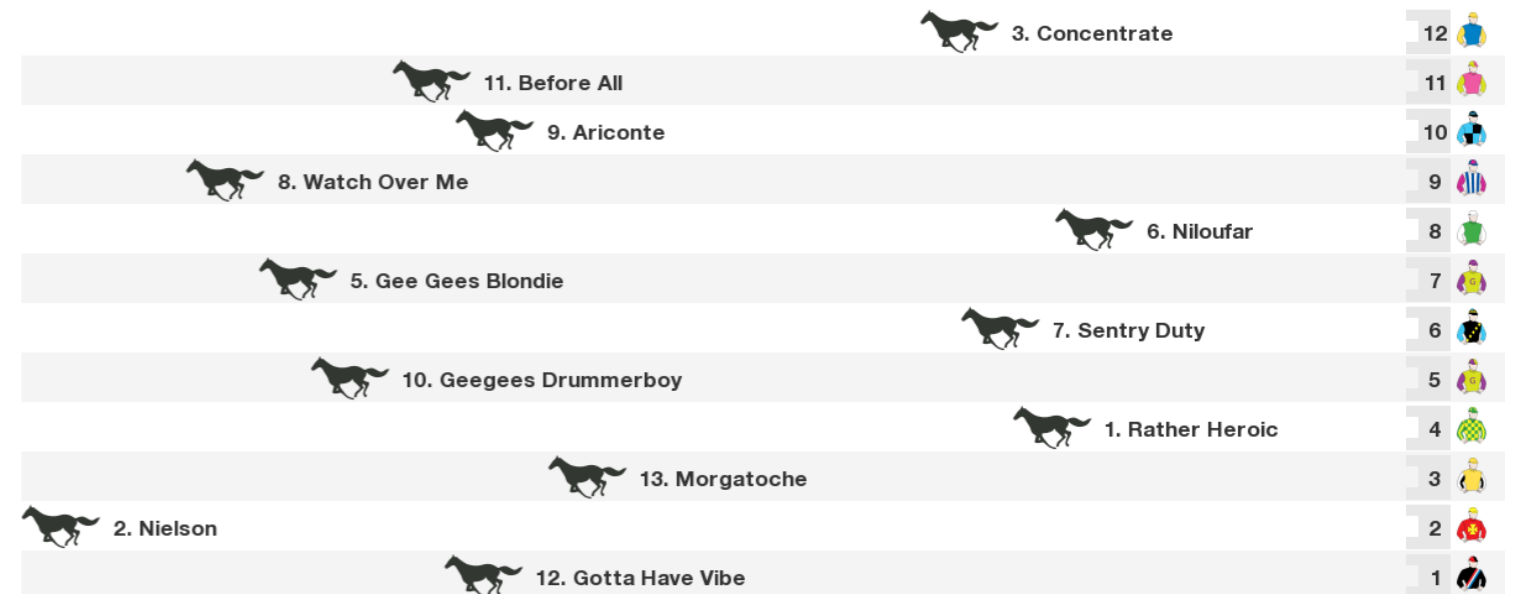 3. Concentrate 12
11. Before All 11
9. Ariconte 10
8. Watch Over Me 9
6. Niloufar 8
5. Gee Gees Blondie 7 G
7. Sentry Duty 6
10. Geegees Drummerboy 5 G
1. Rather Heroic 4
13. Morgatoche 3
2. Nielson 2
12. Gotta Have Vibe 1